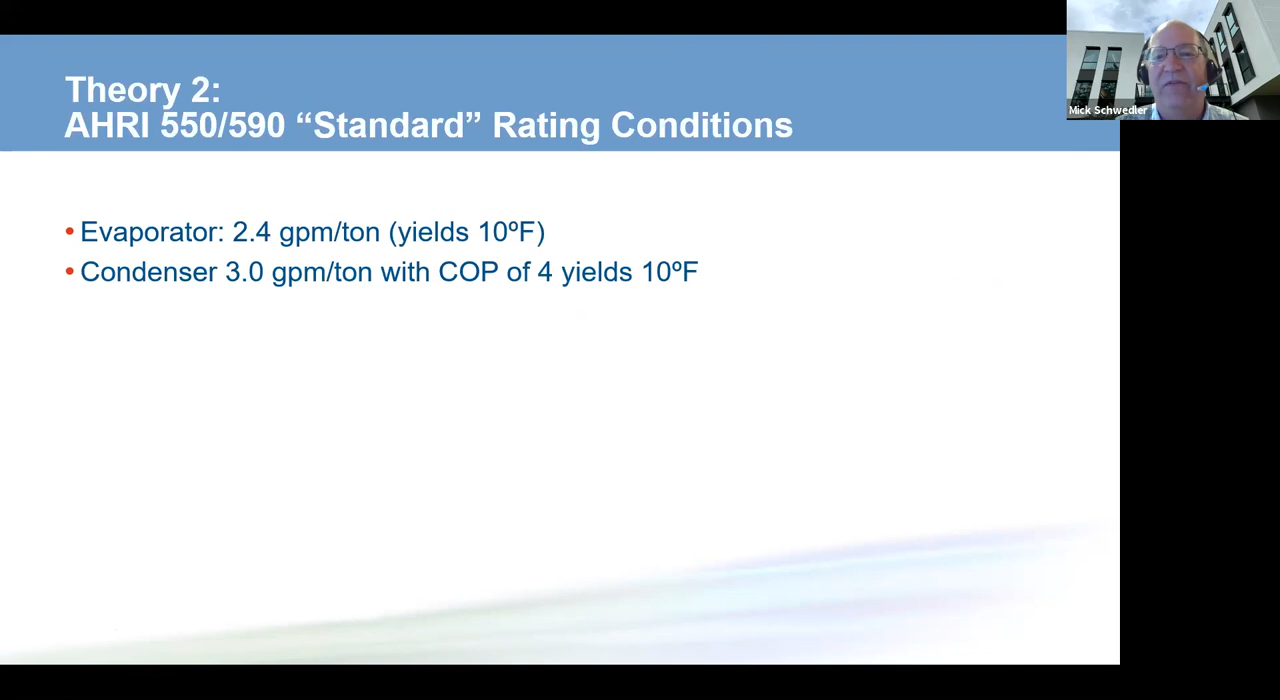 Theory 2:
AHRI 550/590 “Standard” Rating Conditions
Mick Schwedler
•Evaporator: 2.4 gpm/ton (yields 10ºF)
•Condenser 3.0 gpm/ton with COP of 4 yields 10ºF